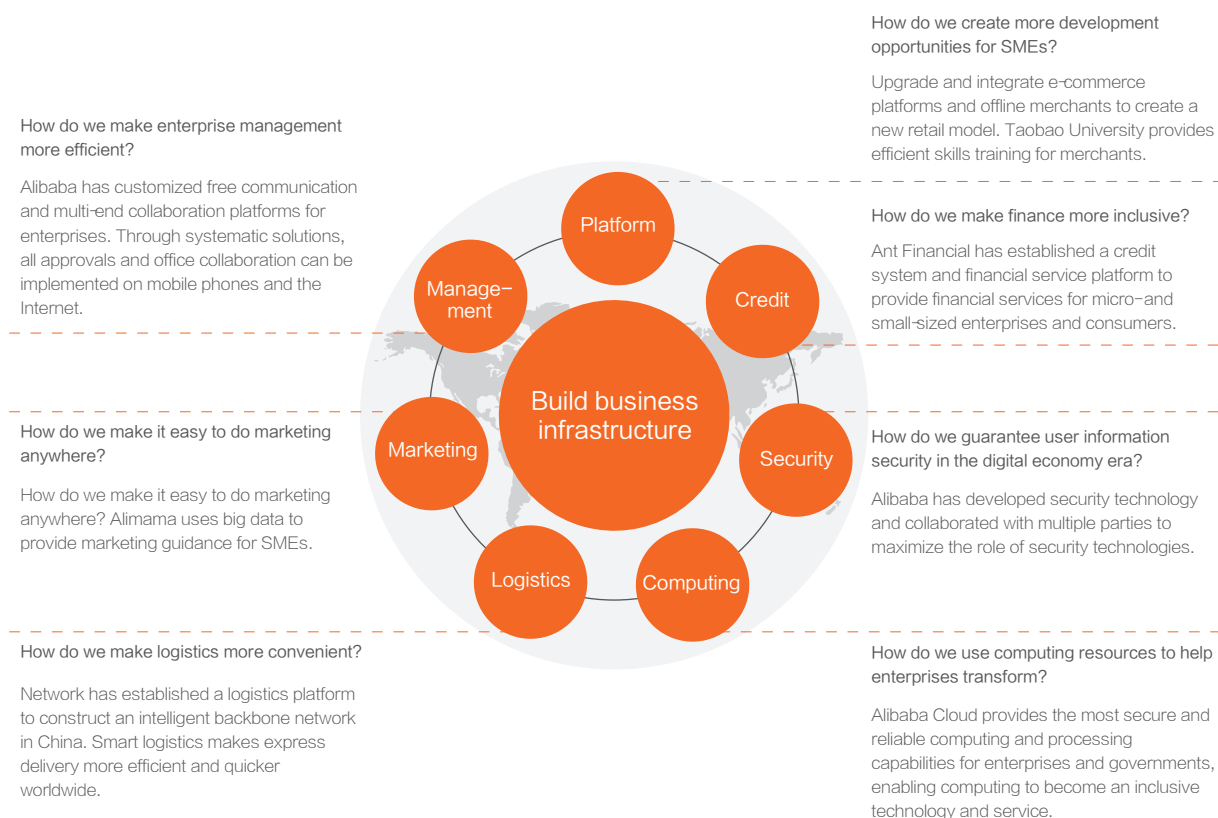 How do we create more development
opportunities for SMEs?
Upgrade and integrate e-commerce
platforms and offline merchants to create a
new retail model. Taobao University provides
efficient skills training for merchants.
How do we make enterprise management
more efficient?
Alibaba has customized free communication
and multi-end collaboration platforms for
enterprises. Through systematic solutions,
all approvals and office collaboration can be
implemented on mobile phones and the
Internet.
How do we make finance more inclusive?
Ant Financial has established a credit
system and financial service platform to
provide financial services for micro-and
small-sized enterprises and consumers.
Platform
Manage-
ment
Credit
Build business
infrastructure
Marketing
Security
Logistics
Computing
How do we make it easy to do marketing
anywhere?
How do we make it easy to do marketing
anywhere? Alimama uses big data to
provide marketing guidance for SMEs.
How do we guarantee user information
security in the digital economy era?
Alibaba has developed security technology
and collaborated with multiple parties to
maximize the role of security technologies.
How do we make logistics more convenient?
Network has established a logistics platform
to construct an intelligent backbone network
in China. Smart logistics makes express
delivery more efficient and quicker
worldwide.
How do we use computing resources to help
enterprises transform?
Alibaba Cloud provides the most secure and
reliable computing and processing
capabilities for enterprises and governments,
enabling computing to become an inclusive
technology and service.